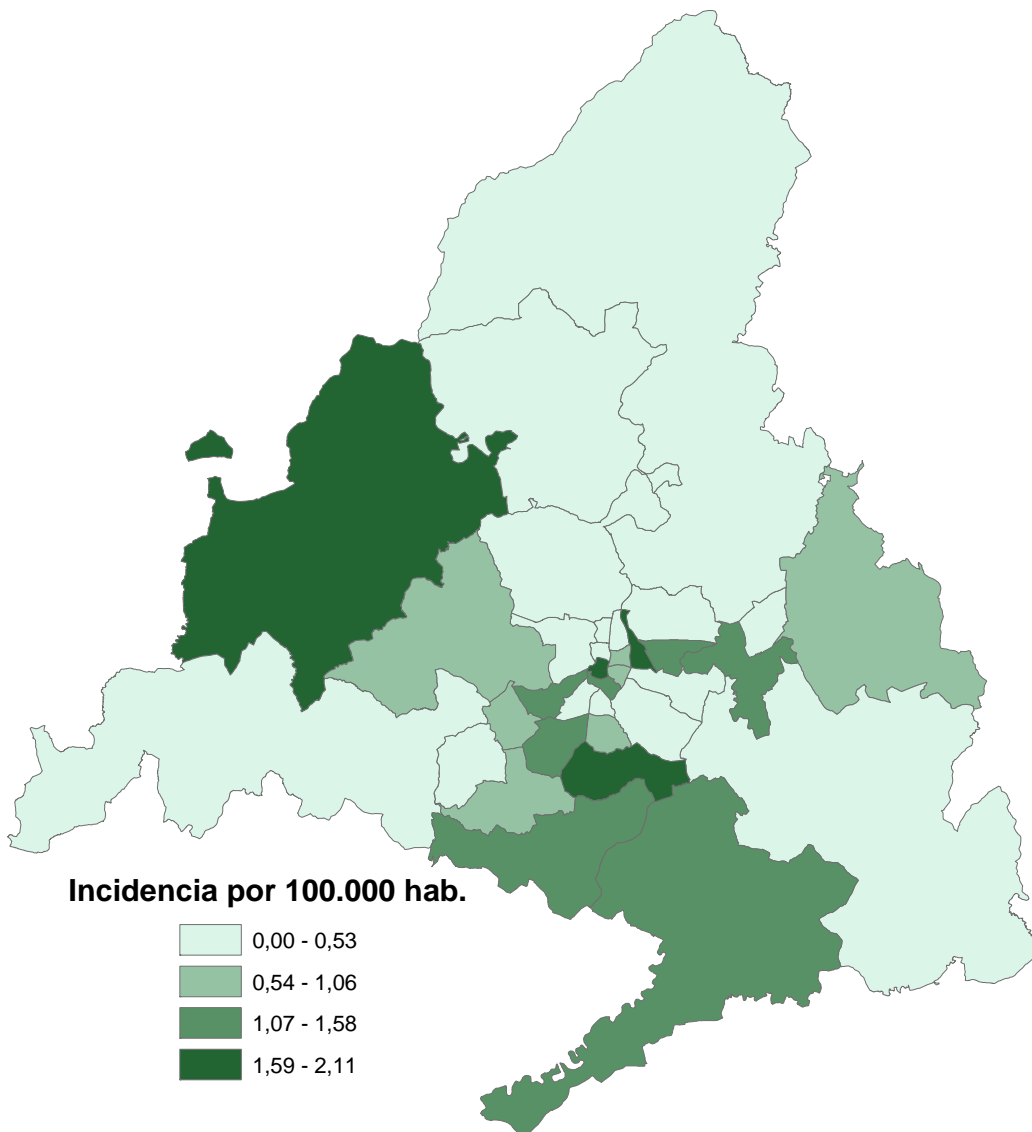 Incidencia por 100.000 hab.
0,00 - 0,53
0,54 - 1,06
1,07 - 1,58
1,59 - 2,11